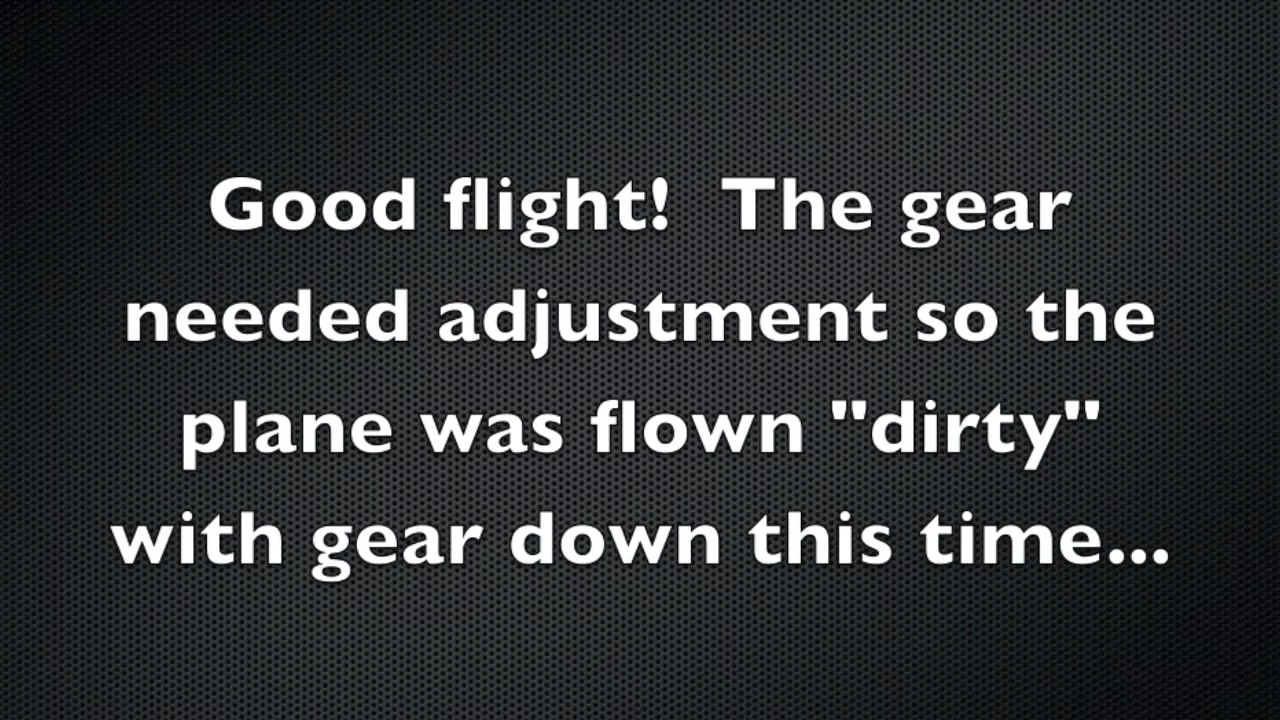 Good flight!  The gear
needed adjustment so the
plane was flown "dirty"
with gear down this time...